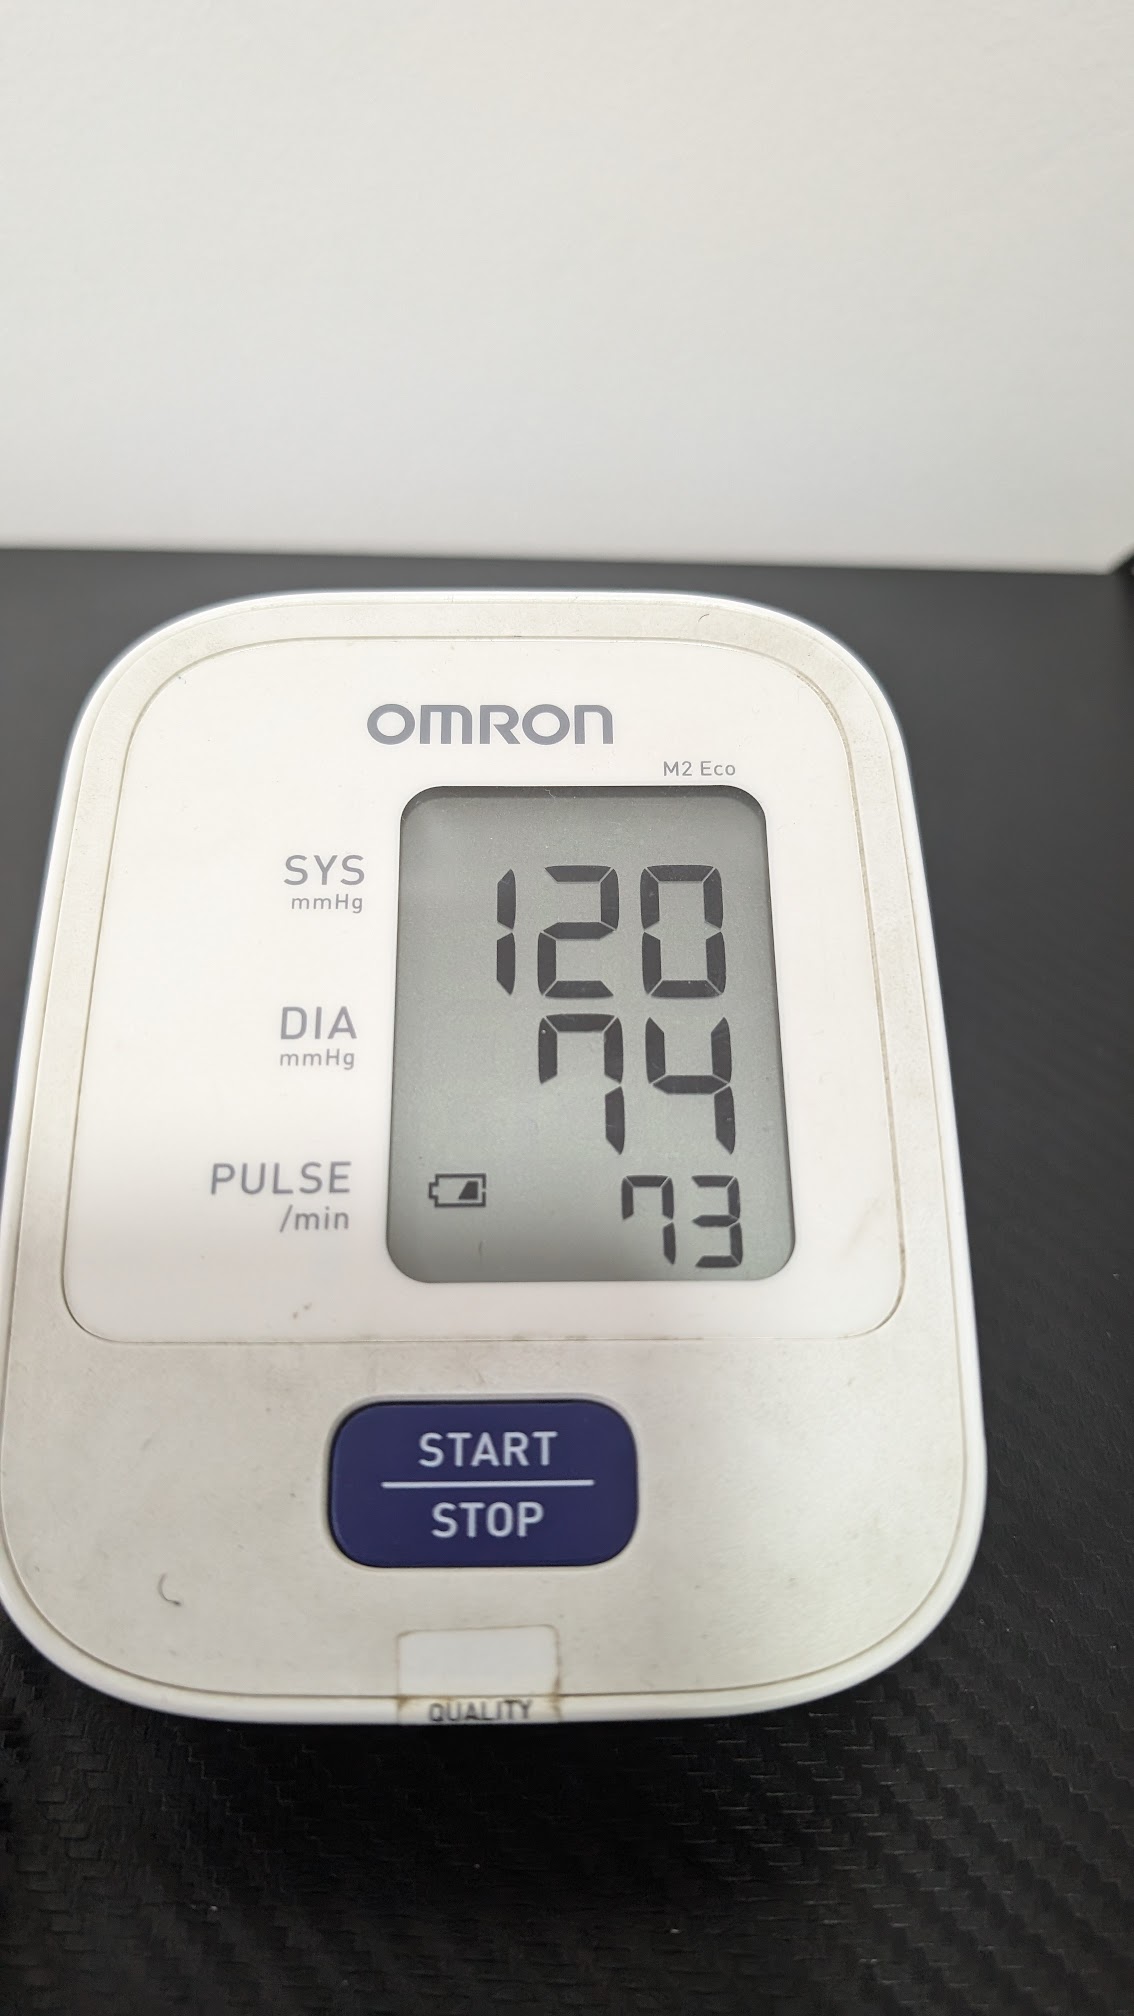 OMRON
M2 Eco
SYS
mmHg
120
DIA
mmHg
74
PULSE
/min
73
START
STOP
QUALITY